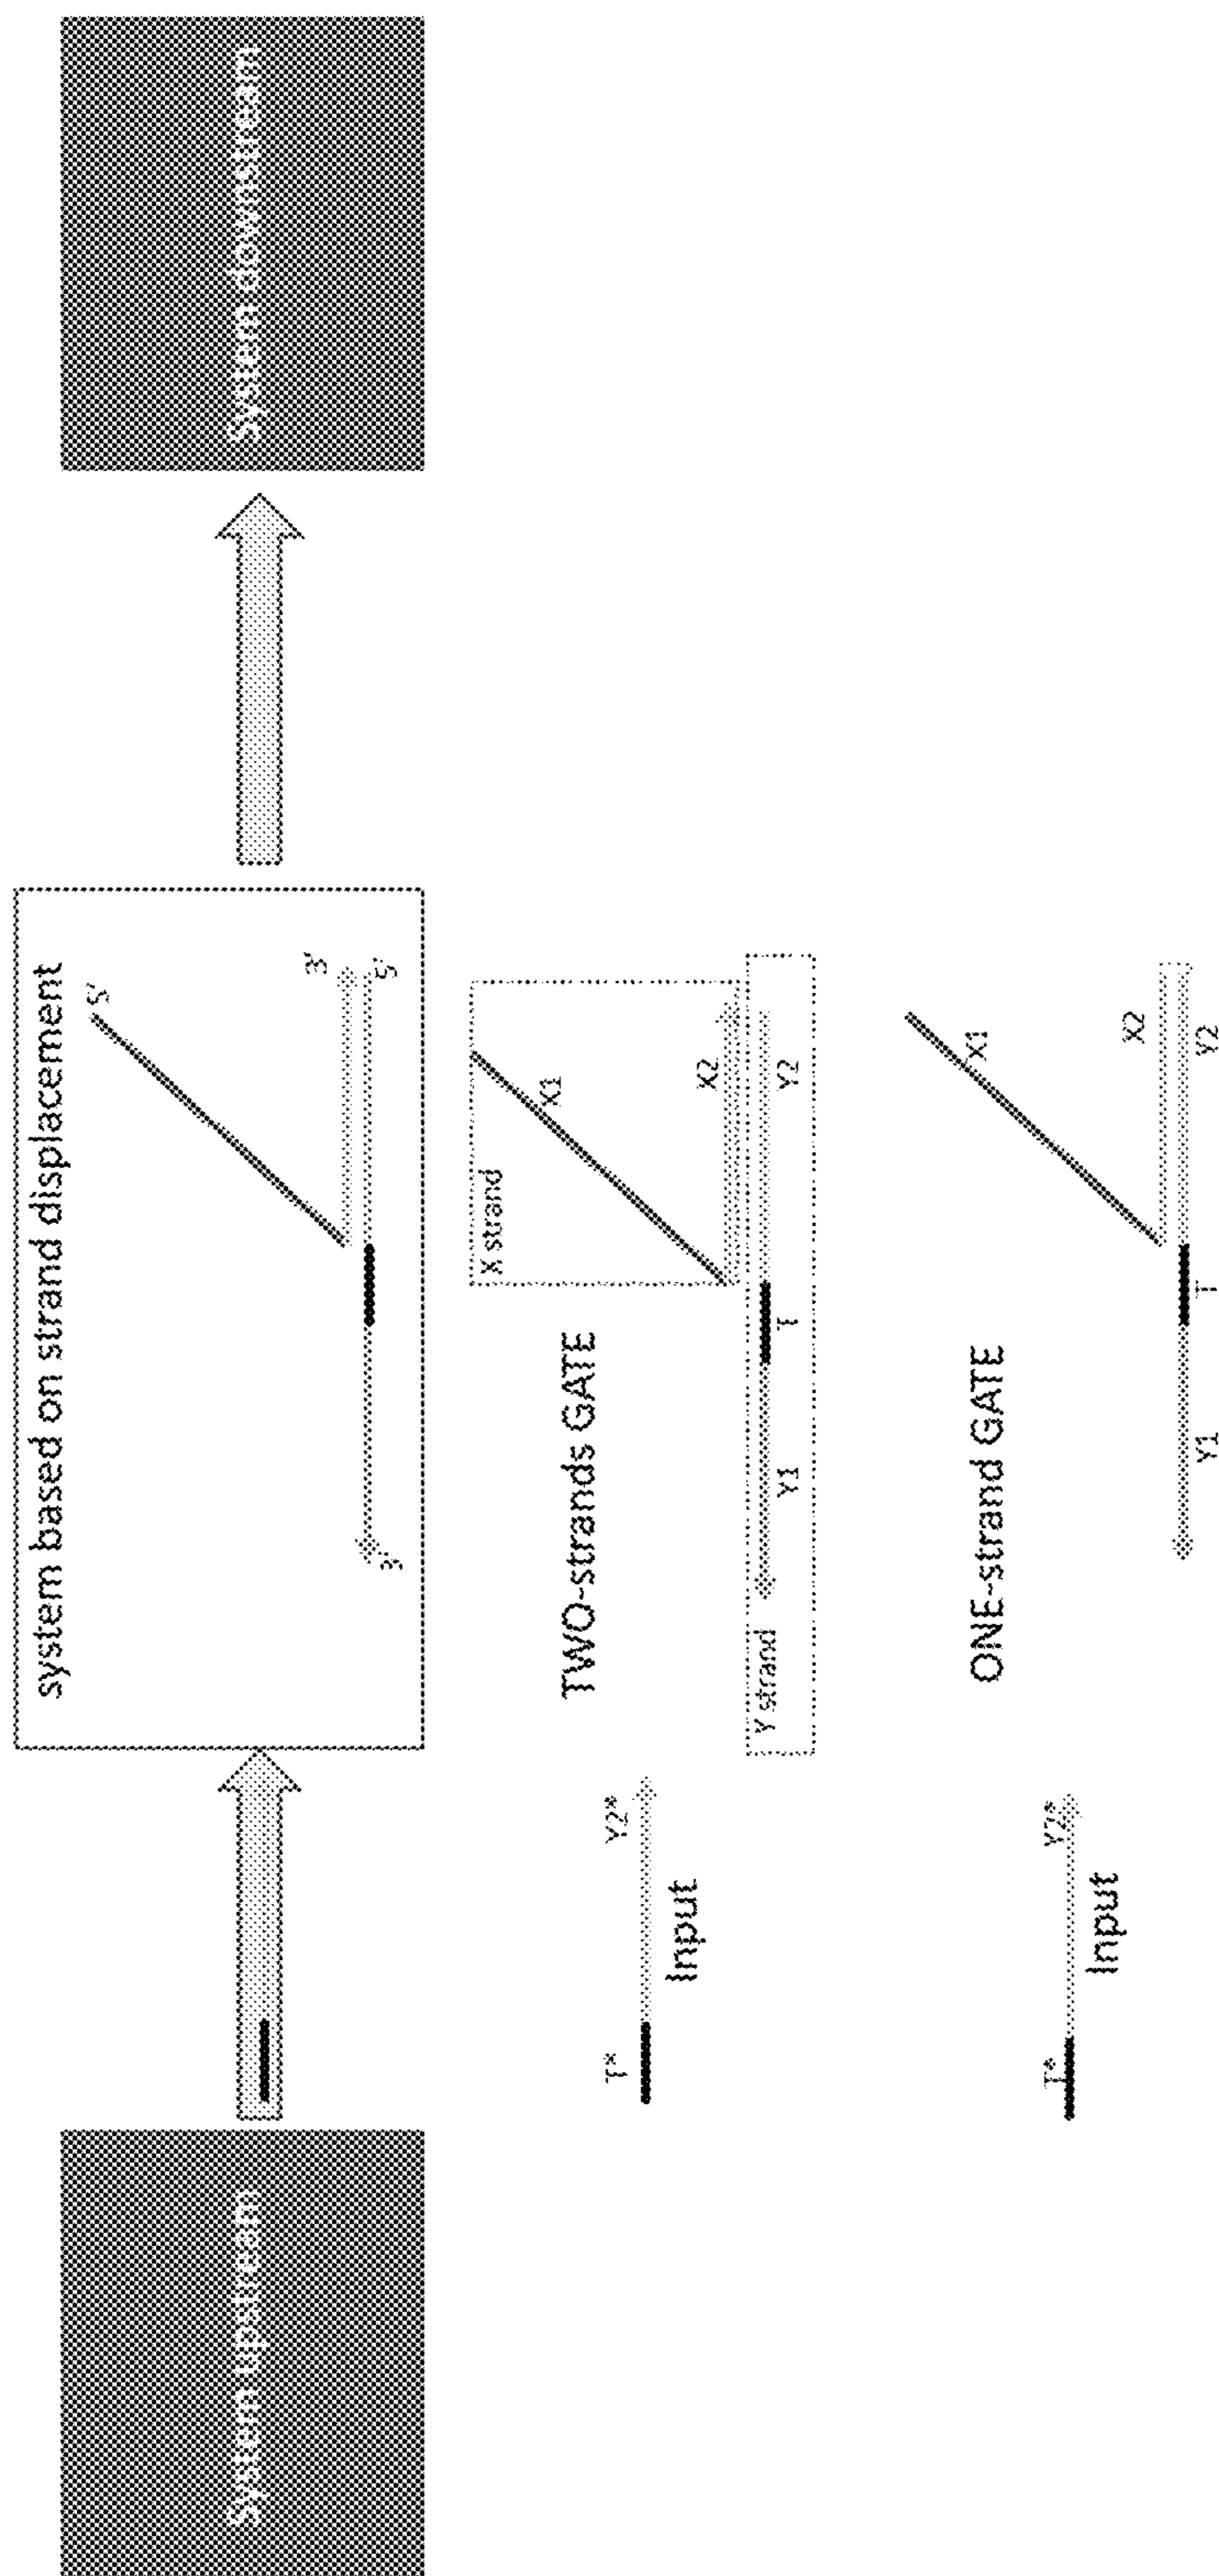 System upstream
system based on strand displacement
5'
3'
5'
3'
System downstream
T*
Y2*
Input
TWO-strands GATE
X strand
X1
X2
Y strand
Y1
T
Y2
T*
Y2*
Input
ONE-strand GATE
X1
X2
Y1
T
Y2